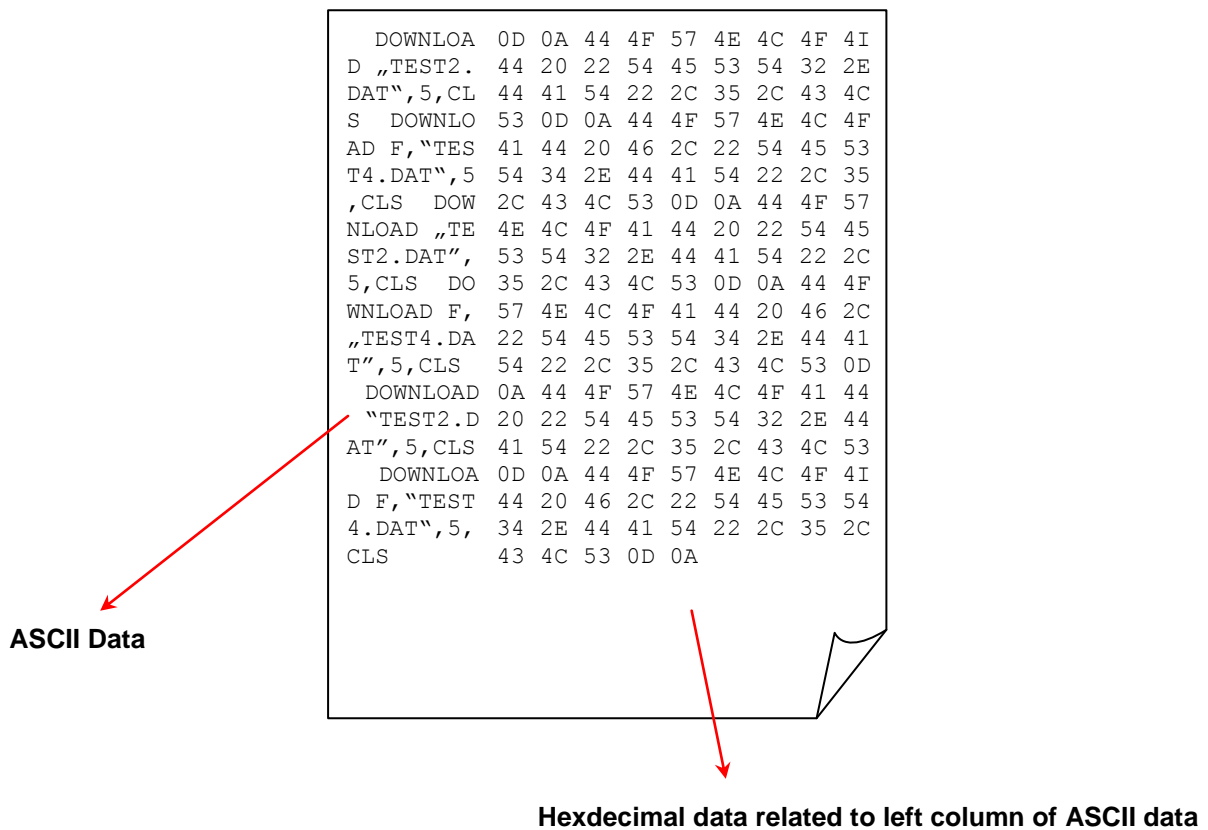 DOWNLOA 0D 0A 44 4F 57 4E 4C 4F 4I
D „TEST2. 44 20 22 54 45 53 54 32 2E
DAT‟,5,CL 44 41 54 22 2C 35 2C 43 4C
S DOWNLO 53 0D 0A 44 4F 57 4E 4C 4F
AD F,‟TES 41 44 20 46 2C 22 54 45 53
T4.DAT‟,5 54 34 2E 44 41 54 22 2C 35
,CLS DOW 2C 43 4C 53 0D 0A 44 4F 57
NLOAD „TE 4E 4C 4F 41 44 20 22 54 45
ST2.DAT”, 53 54 32 2E 44 41 54 22 2C
5,CLS DO 35 2C 43 4C 53 0D 0A 44 4F
WNLOAD F, 57 4E 4C 4F 41 44 20 46 2C
„TEST4.DA 22 54 45 53 54 34 2E 44 41
T”,5,CLS 54 22 2C 35 2C 43 4C 53 0D
DOWNLOAD 0A 44 4F 57 4E 4C 4F 41 44
‟TEST2.D 20 22 54 45 53 54 32 2E 44
AT”,5,CLS 41 54 22 2C 35 2C 43 4C 53
DOWNLOA 0D 0A 44 4F 57 4E 4C 4F 4I
D F,‟TEST 44 20 46 2C 22 54 45 53 54
4.DAT‟,5, 34 2E 44 41 54 22 2C 35 2C
CLS 43 4C 53 0D 0A
ASCII Data
Hexdecimal data related to left column of ASCII data